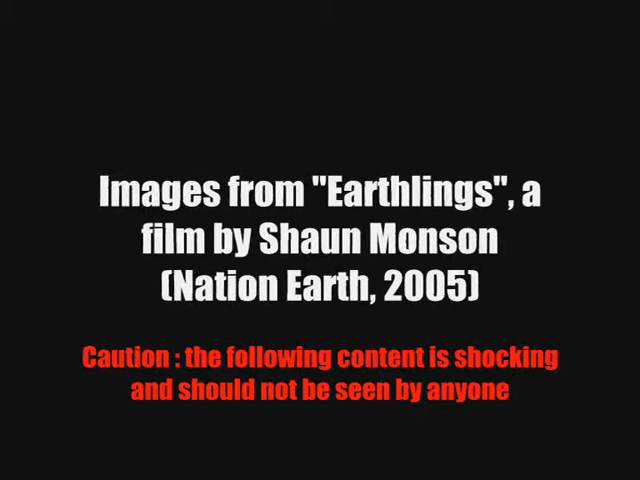 Images from "Earthlings", a
film by Shaun Monson
(Nation Earth, 2005)
Caution : the following content is shocking
and should not be seen by anyone